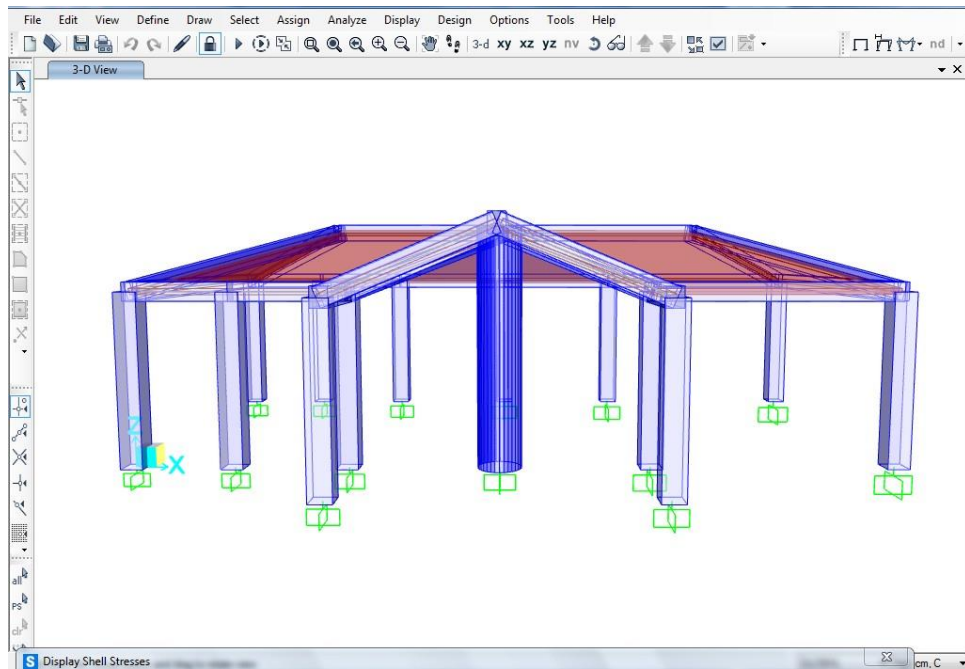 File Edit View Define Draw Select Assign Analyze Display Design Options Tools Help
3-d xy xz yz nv nd
3-D View
Z
X
all
PS
clr
S Display Shell Stresses
cm, C